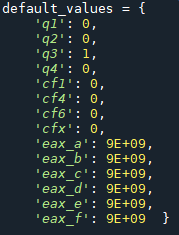 default_values = {
'q1': 0,
'q2': 0,
'q3': 1,
'q4': 0,
'cf1': 0,
'cf4': 0,
'cf6': 0,
'cfx': 0,
'eax_a': 9E+09,
'eax_b': 9E+09,
'eax_c': 9E+09,
'eax_d': 9E+09,
'eax_e': 9E+09,
'eax_f': 9E+09 }